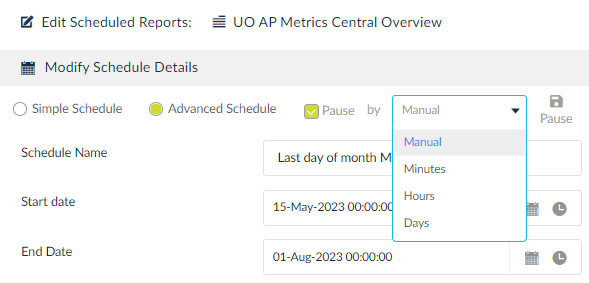 Edit Scheduled Reports: UO AP Metrics Central Overview
Modify Schedule Details
Simple Schedule Advanced Schedule Pause by Manual Pause
Manual
Minutes
Hours
Days
Schedule Name Last day of month M
Start date 15-May-2023 00:00:00
End Date 01-Aug-2023 00:00:00